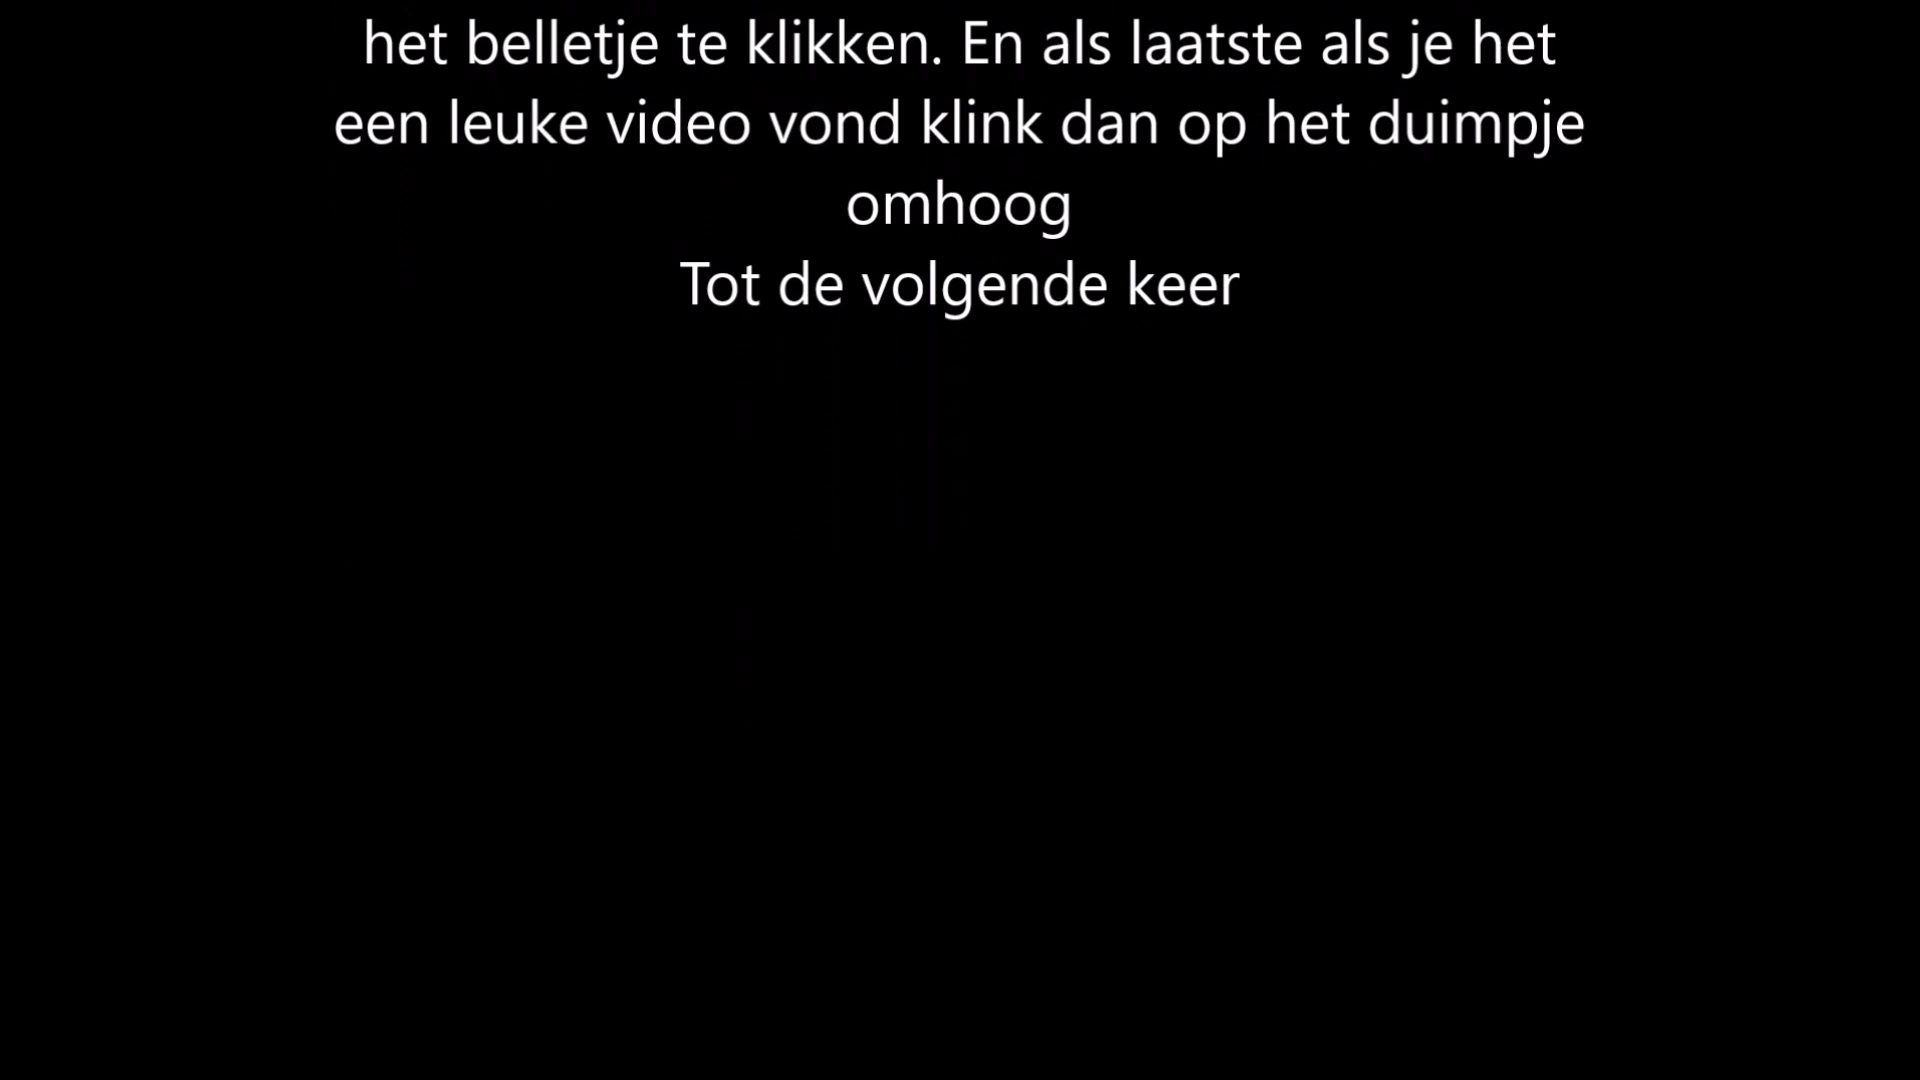 het belletje te klikken. En als laatste als je het
een leuke video vond klink dan op het duimpje
omhoog
Tot de volgende keer